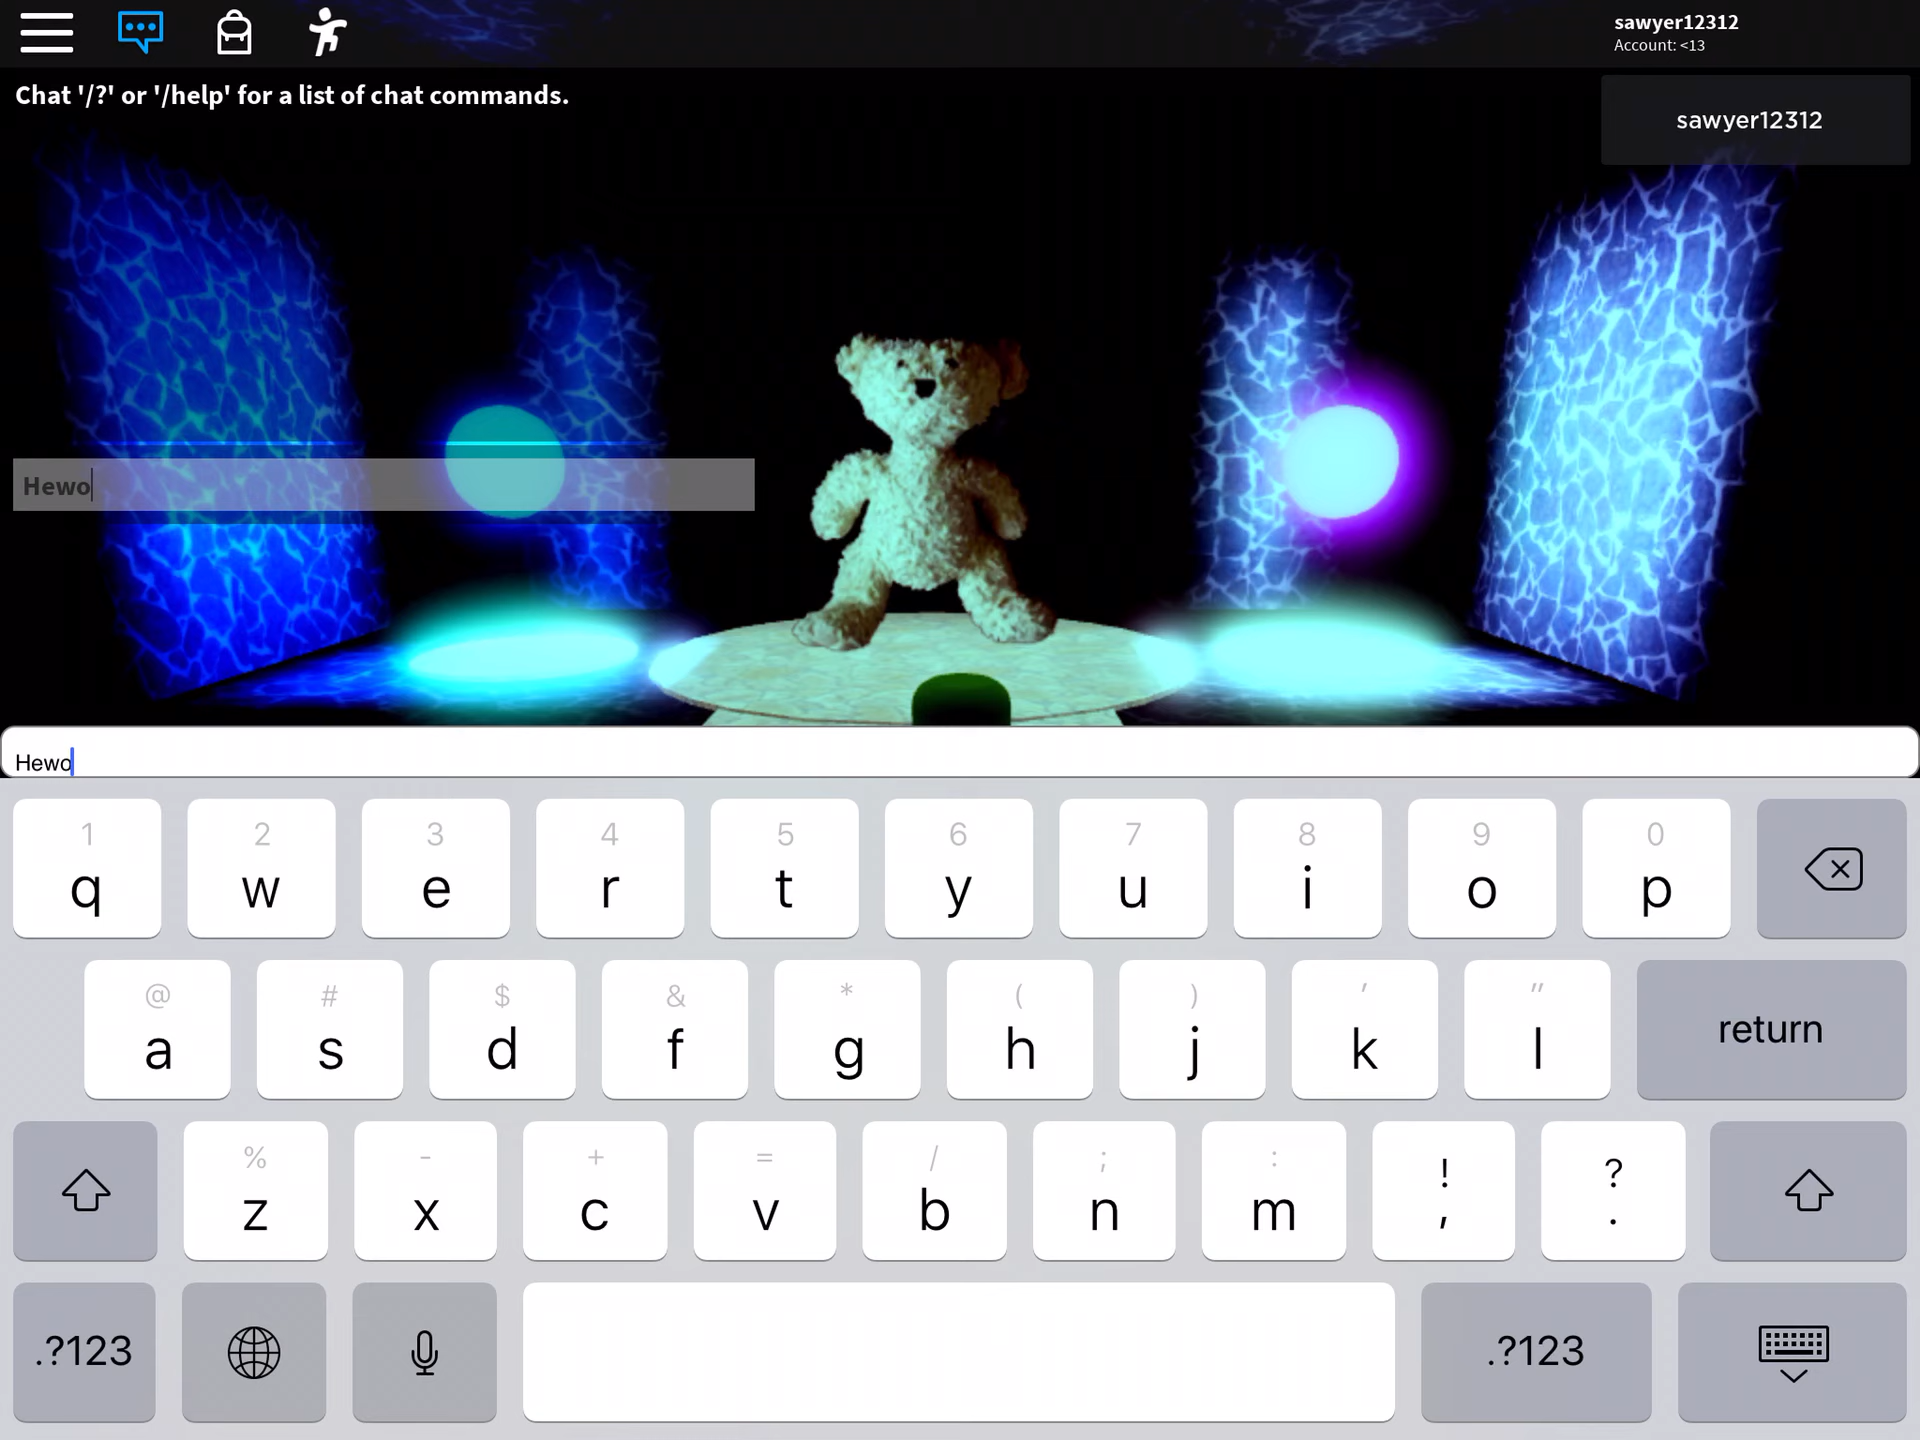 sawyer12312
Account: <13
Chat '/?' or '/help' for a list of chat commands.
sawyer12312
Hewo
Hewo
1 2 3 4 5 6 7 8 9 0
q w e r t y u i o p
@ # $ & * ( ) ' "
a s d f g h j k l return
% - + = / ; : ! ?
z x c v b n m , .
.?123 .?123